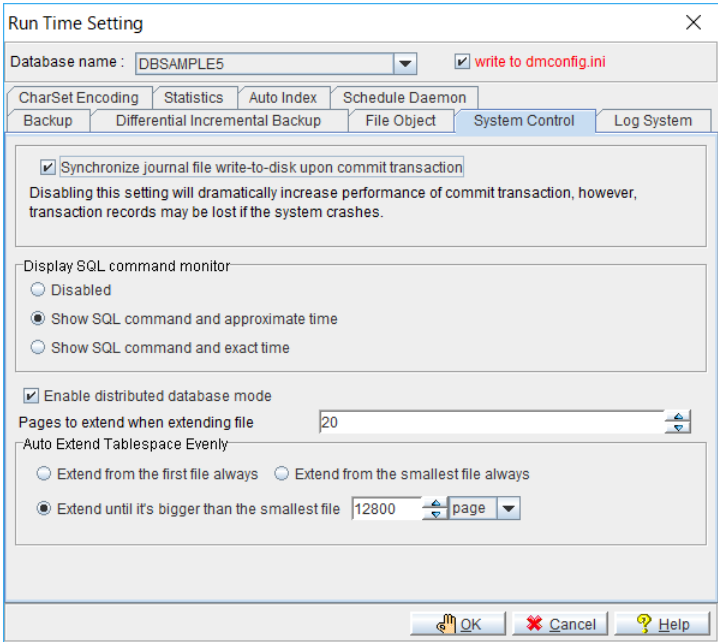 Run Time Setting
Database name : DBSAMPLE5 write to dmconfig.ini
CharSet Encoding Statistics Auto Index Schedule Daemon
Backup Differential Incremental Backup File Object System Control Log System
Synchronize journal file write-to-disk upon commit transaction
Disabling this setting will dramatically increase performance of commit transaction, however,
transaction records may be lost if the system crashes.
Display SQL command monitor
Disabled
Show SQL command and approximate time
Show SQL command and exact time
Enable distributed database mode
Pages to extend when extending file 20
Auto Extend Tablespace Evenly
Extend from the first file always Extend from the smallest file always
Extend until it's bigger than the smallest file 12800 page
OK Cancel Help